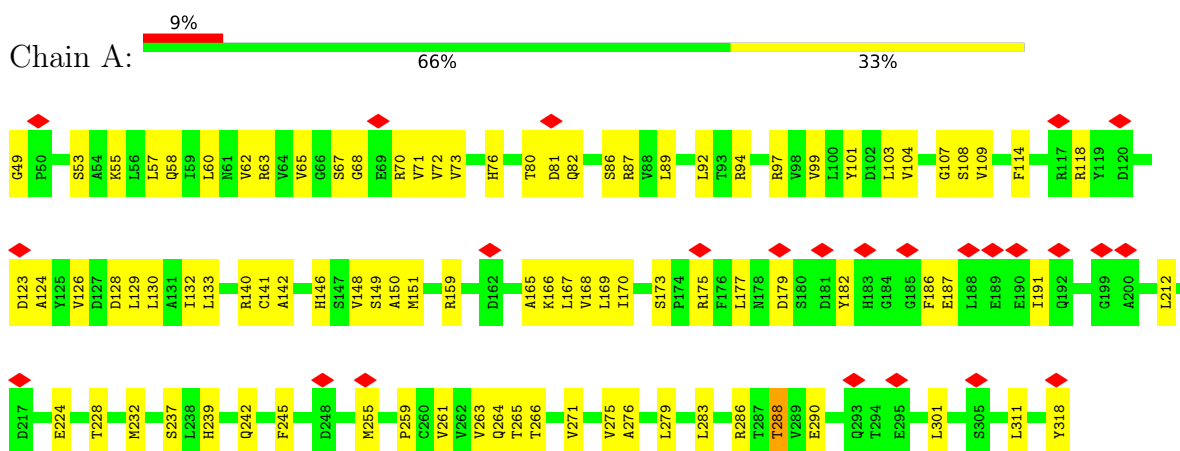 9%
Chain A:
66% 33%
G49 P50 S53 A54 K55 L56 L57 Q58 I59 L60 N61 V62 R63 V64 V65 G66 S67 G68 E69 R70 V71 V72 V73 H76 T80 D81 Q82 S86 R87 V88 L89 L92 T93 R94 R97 V98 V99 L100 Y101 D102 L103 V104 G107 S108 V109 F114 R117 R118 Y119 D120
D123 A124 Y125 V126 D127 D128 L129 L130 A131 I132 L133 R140 C141 A142 H146 S147 V148 S149 A150 M151 R159 D162 A165 K166 L167 V168 L169 I170 S173 P174 R175 F176 L177 N178 D179 S180 D181 Y182 H183 G184 G185 F186 E187 L188 E189 E190 I191 Q192 G199 A200 L212
D217 E224 T228 M232 S237 L238 H239 Q242 F245 D248 M255 P259 C260 V261 V262 V263 Q264 T265 T266 V271 V275 A276 L279 L283 R286 T287 T288 V289 E290 Q293 T294 E295 L301 S305 L311 Y318